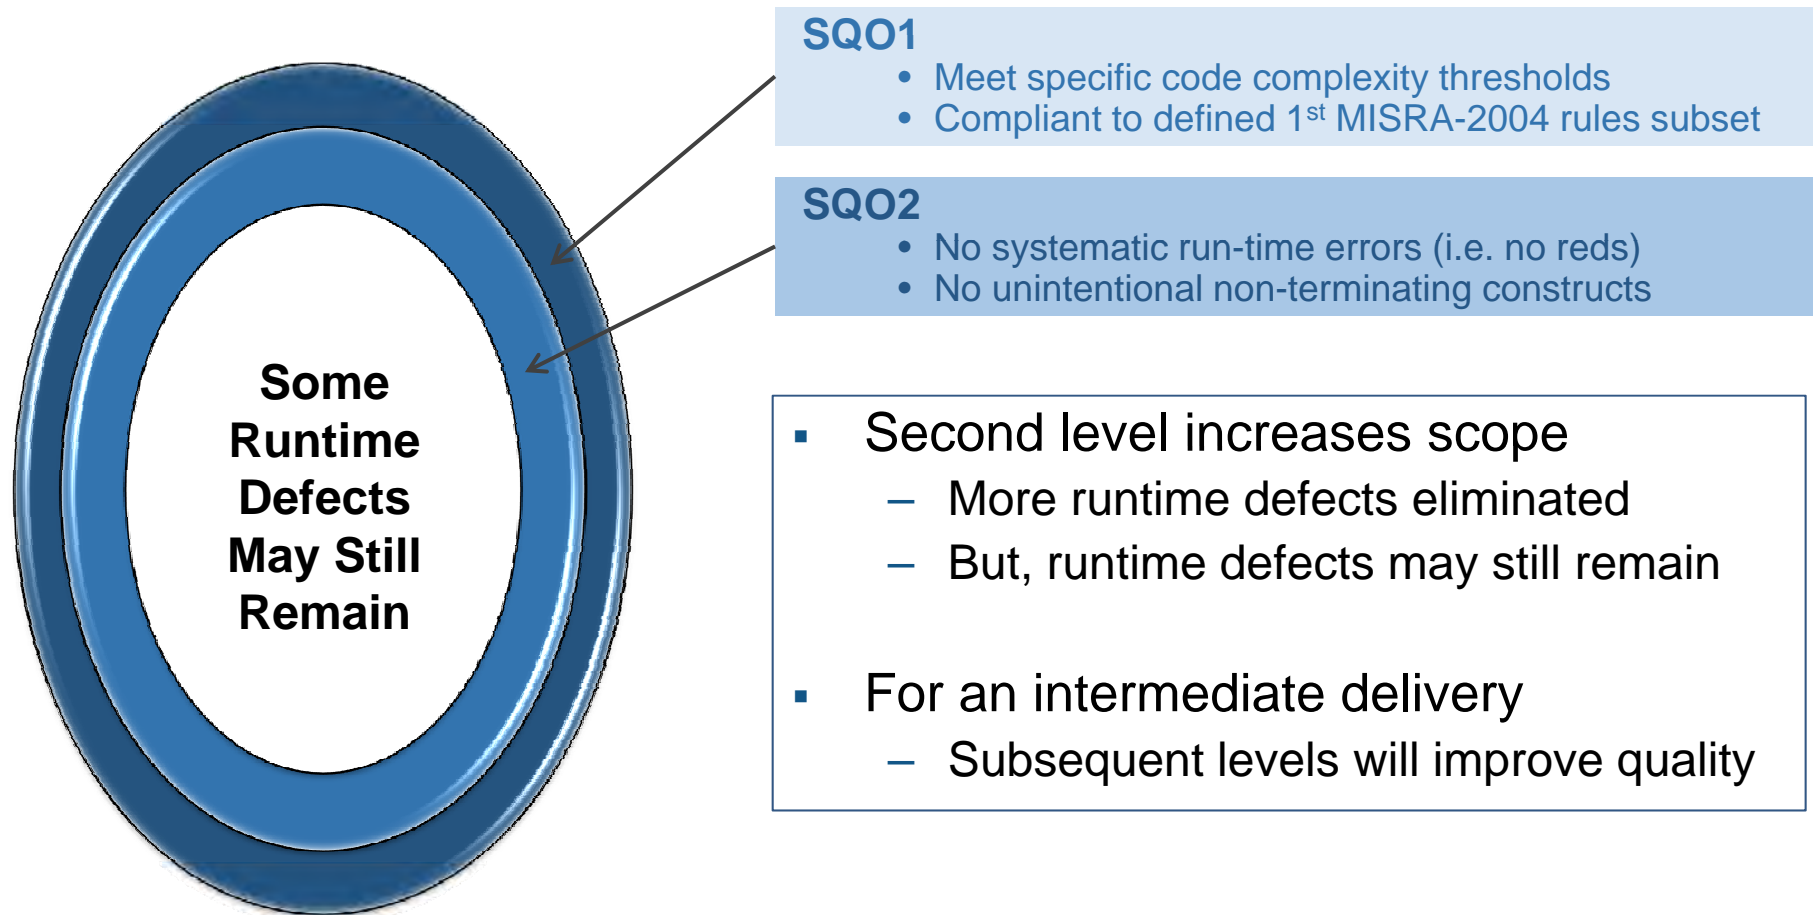 SQO1
• Meet specific code complexity thresholds
• Compliant to defined 1st MISRA-2004 rules subset
SQO2
• No systematic run-time errors (i.e. no reds)
• No unintentional non-terminating constructs
Some
Runtime
Defects
May Still
Remain
▪ Second level increases scope
– More runtime defects eliminated
– But, runtime defects may still remain
▪ For an intermediate delivery
– Subsequent levels will improve quality